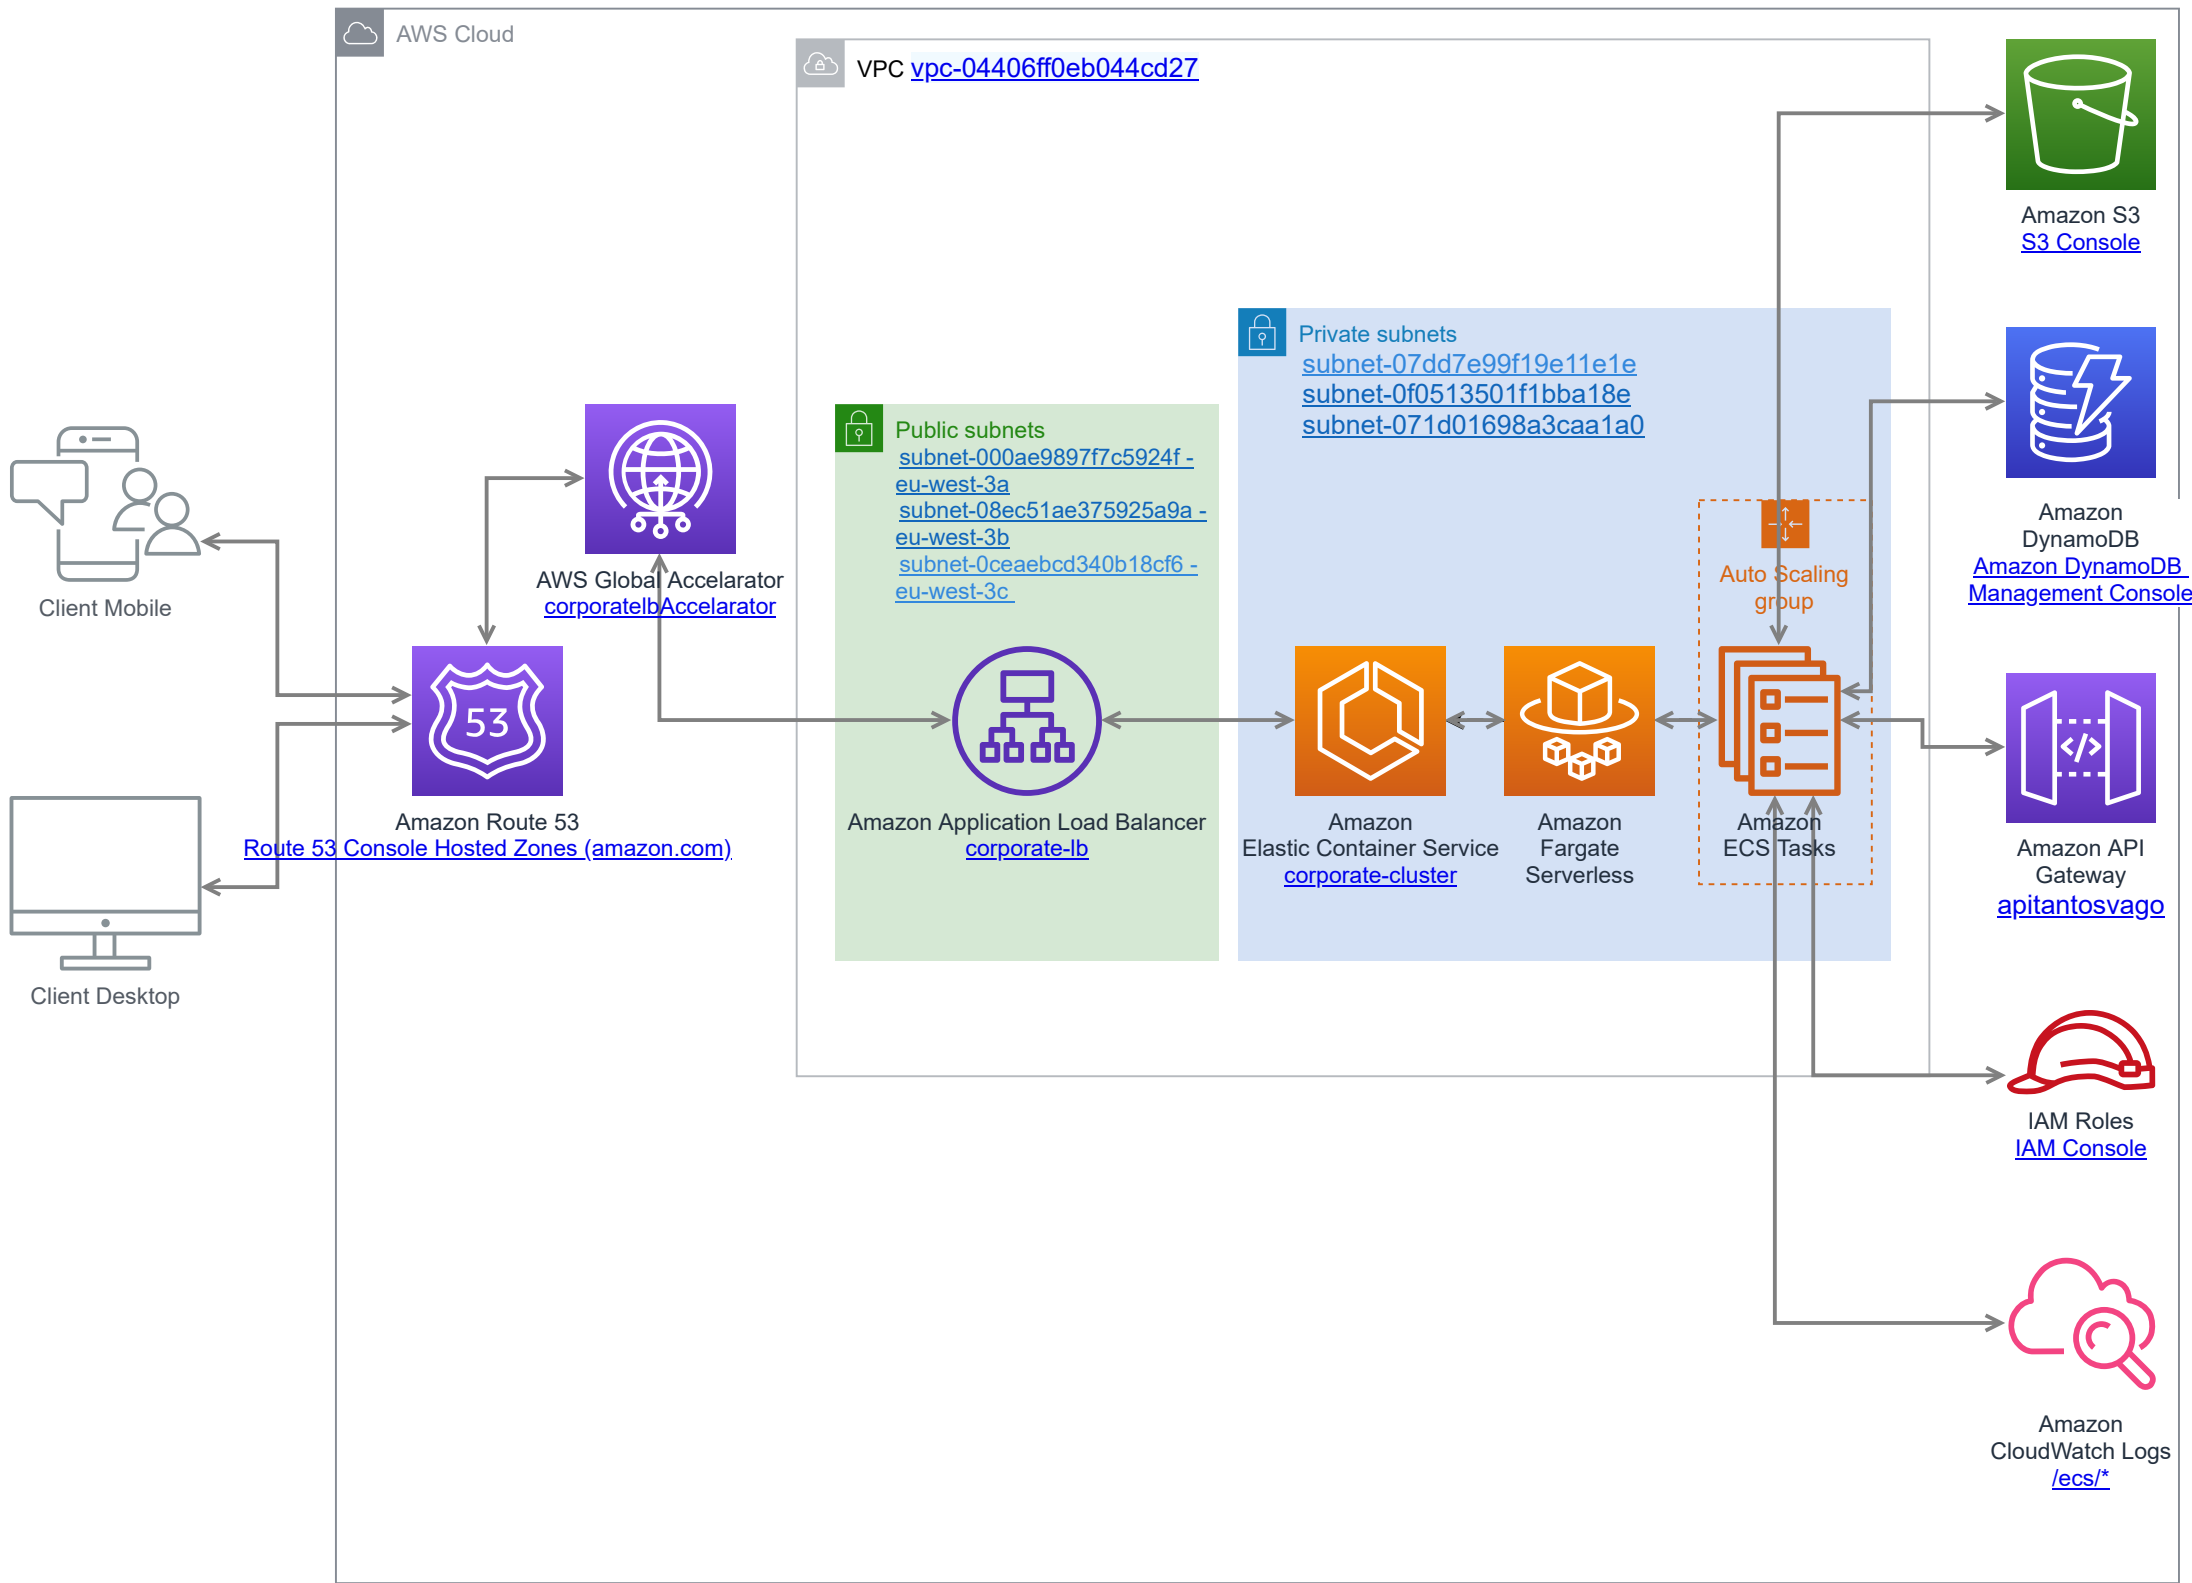 AWS Cloud
VPC vpc-04406ff0eb044cd27
Amazon S3
S3 Console
Private subnets
subnet-07dd7e99f19e11e1e
subnet-0f0513501f1bba18e
subnet-071d01698a3caa1a0
Public subnets
subnet-000ae9897f7c5924f -
eu-west-3a
subnet-08ec51ae375925a9a -
eu-west-3b
subnet-0ceaebcd340b18cf6 -
eu-west-3c
Amazon
DynamoDB
Amazon DynamoDB
Management Console
AWS Global Accelarator
corporatelbAccelarator
Auto Scaling
group
Client Mobile
53
Amazon Route 53
Route 53 Console Hosted Zones (amazon.com)
Amazon Application Load Balancer
corporate-lb
Amazon
Elastic Container Service
corporate-cluster
Amazon
Fargate
Serverless
Amazon
ECS Tasks
</>
Amazon API
Gateway
apitantosvago
Client Desktop
IAM Roles
IAM Console
Amazon
CloudWatch Logs
/ecs/*